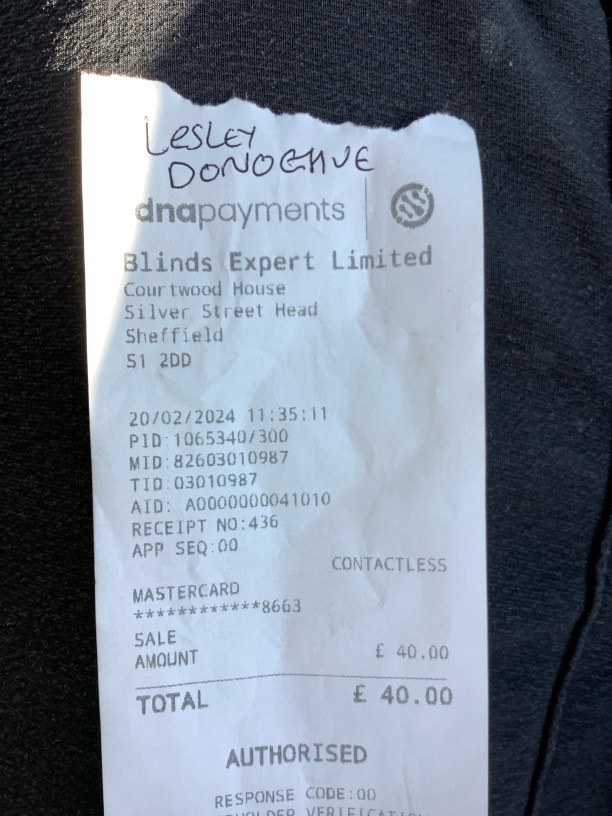 LESLEY
DONOGHUE
dnapayments
Blinds Expert Limited
Courtwood House
Silver Street Head
Sheffield
S1 2DD
20/02/2024 11:35:11
PID:1065340/300
MID:82603010987
TID:03010987
AID: A0000000041010
RECEIPT NO:436
APP SEQ:00
CONTACTLESS
MASTERCARD
************8663
SALE
AMOUNT £ 40.00
TOTAL £ 40.00
AUTHORISED
RESPONSE CODE:00